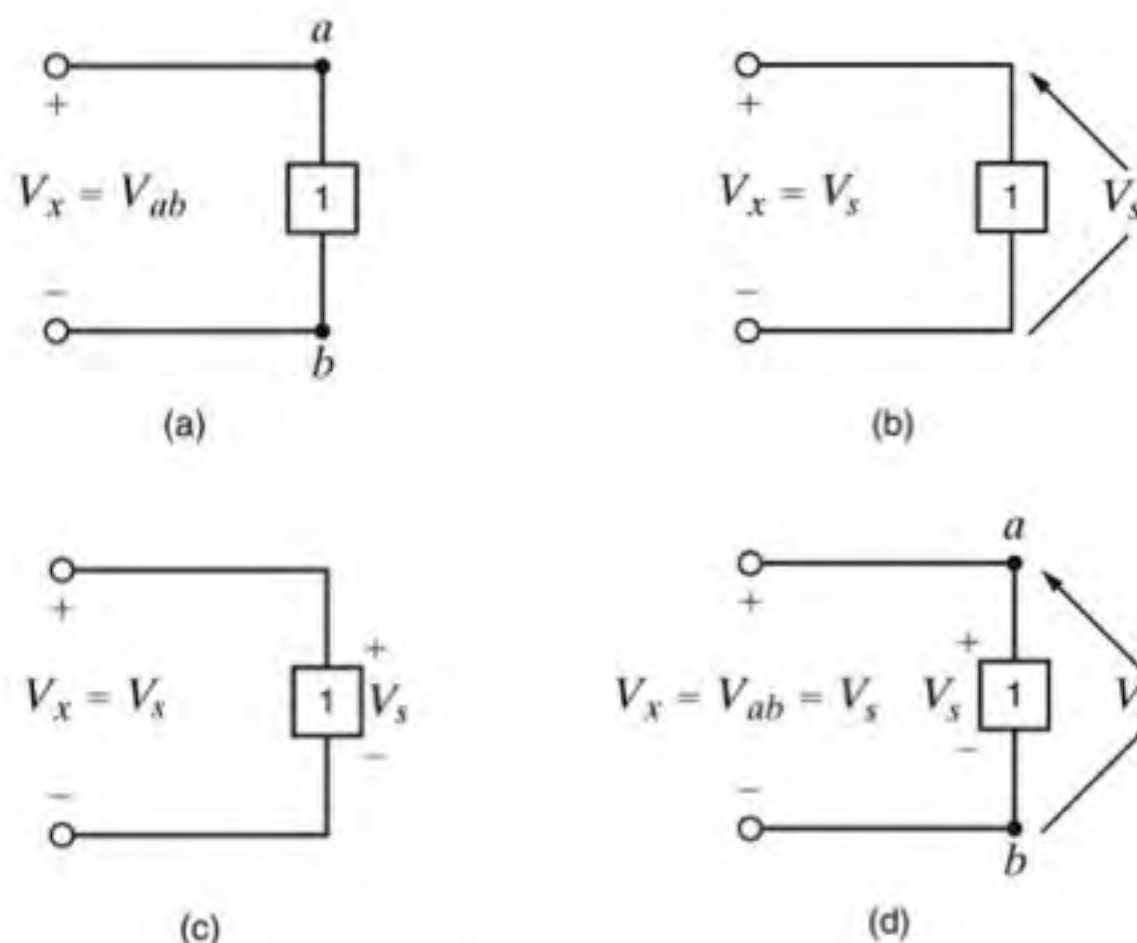 a
+
+
V_x = V_ab
1
V_x = V_s
1
V_s
−
−
b
(a)
(b)
a
+
+
+
+
V_x = V_s
1
V_s
V_x = V_ab = V_s
V_s
1
−
−
−
−
b
(c)
(d)